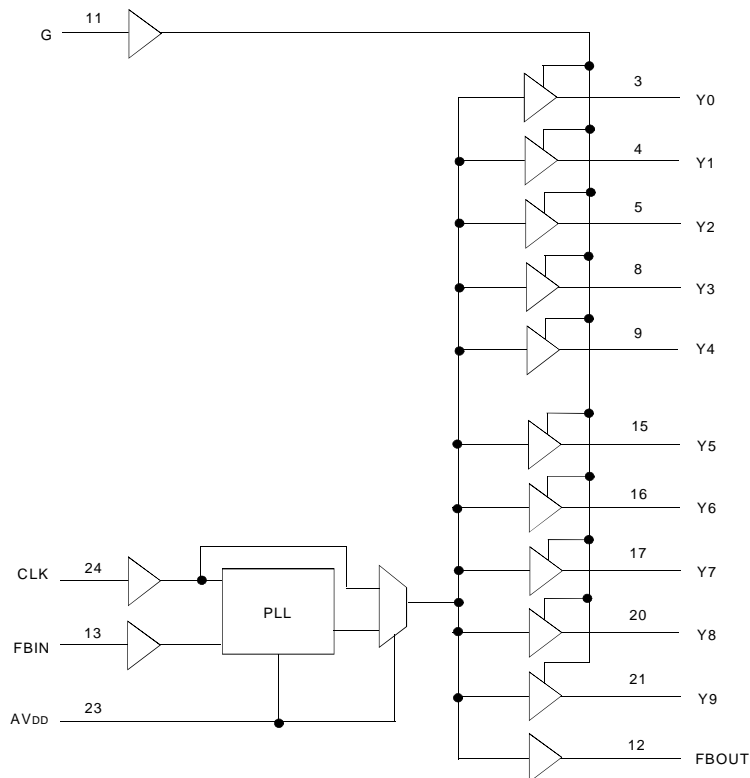 G 11
3 Y0
4 Y1
5 Y2
8 Y3
9 Y4
15 Y5
16 Y6
CLK 24
17 Y7
PLL
20 Y8
FBIN 13
21 Y9
AVDD 23
12 FBOUT